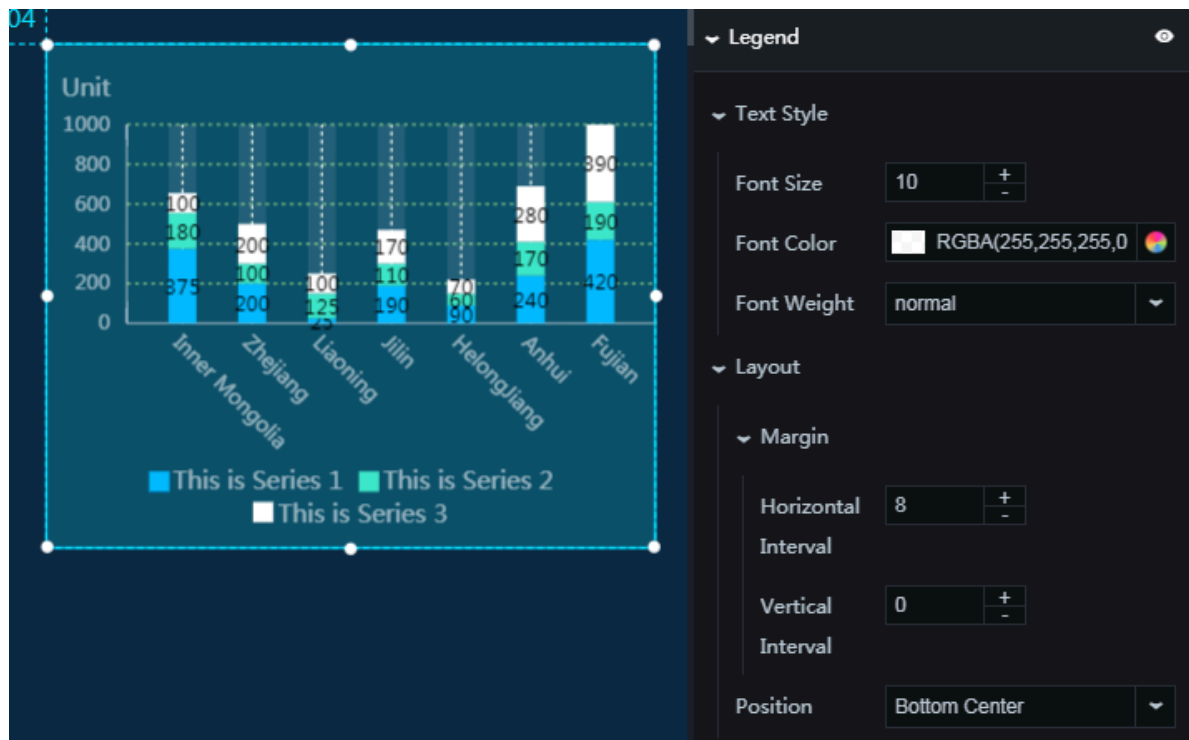 04
Unit
1000
800
600
400
200
0
390
100
280
180
200
170
190
170
375
100
100
110
70
420
200
125
190
60
240
25
90
Inner Mongolia
Zhejiang
Liaoning
Jilin
HelongJiang
Anhui
Fujian
This is Series 1 This is Series 2
This is Series 3
Legend
Text Style
Font Size 10 + -
Font Color RGBA(255,255,255,0
Font Weight normal
Layout
Margin
Horizontal 8 + -
Interval
Vertical 0 + -
Interval
Position Bottom Center